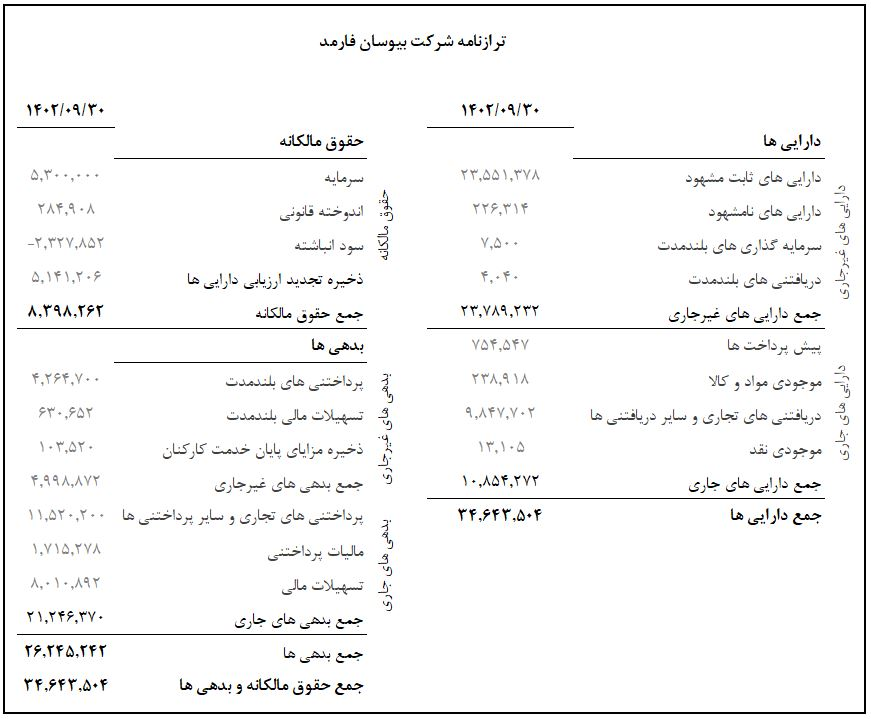 ترازنامه شرکت بیوسان فارمد
۱۴۰۲/۰۹/۳۰
دارایی ها
دارایی های غیرجاری
دارایی های ثابت مشهود ۲۳,۵۵۱,۳۷۸
دارایی های نامشهود ۲۲۶,۳۱۴
سرمایه گذاری های بلندمدت ۷,۵۰۰
دریافتنی های بلندمدت ۴,۰۴۰
جمع دارایی های غیرجاری ۲۳,۷۸۹,۲۳۲
دارایی های جاری
پیش پرداخت ها ۷۵۴,۵۴۷
موجودی مواد و کالا ۲۳۸,۹۱۸
دریافتنی های تجاری و سایر دریافتنی ها ۹,۸۴۷,۷۰۲
موجودی نقد ۱۳,۱۰۵
جمع دارایی های جاری ۱۰,۸۵۴,۲۷۲
جمع دارایی ها ۳۴,۶۴۳,۵۰۴
۱۴۰۲/۰۹/۳۰
حقوق مالکانه
حقوق مالکانه
سرمایه ۵,۳۰۰,۰۰۰
اندوخته قانونی ۲۸۴,۹۰۸
سود انباشته -۲,۳۲۷,۸۵۲
ذخیره تجدید ارزیابی دارایی ها ۵,۱۴۱,۲۰۶
جمع حقوق مالکانه ۸,۳۹۸,۲۶۲
بدهی ها
بدهی های غیرجاری
پرداختنی های بلندمدت ۴,۲۶۴,۷۰۰
تسهیلات مالی بلندمدت ۶۳۰,۶۵۲
ذخیره مزایای پایان خدمت کارکنان ۱۰۳,۵۲۰
جمع بدهی های غیرجاری ۴,۹۹۸,۸۷۲
بدهی های جاری
پرداختنی های تجاری و سایر پرداختنی ها ۱۱,۵۲۰,۲۰۰
مالیات پرداختنی ۱,۷۱۵,۲۷۸
تسهیلات مالی ۸,۰۱۰,۸۹۲
جمع بدهی های جاری ۲۱,۲۴۶,۳۷۰
جمع بدهی ها ۲۶,۲۴۵,۲۴۲
جمع حقوق مالکانه و بدهی ها ۳۴,۶۴۳,۵۰۴